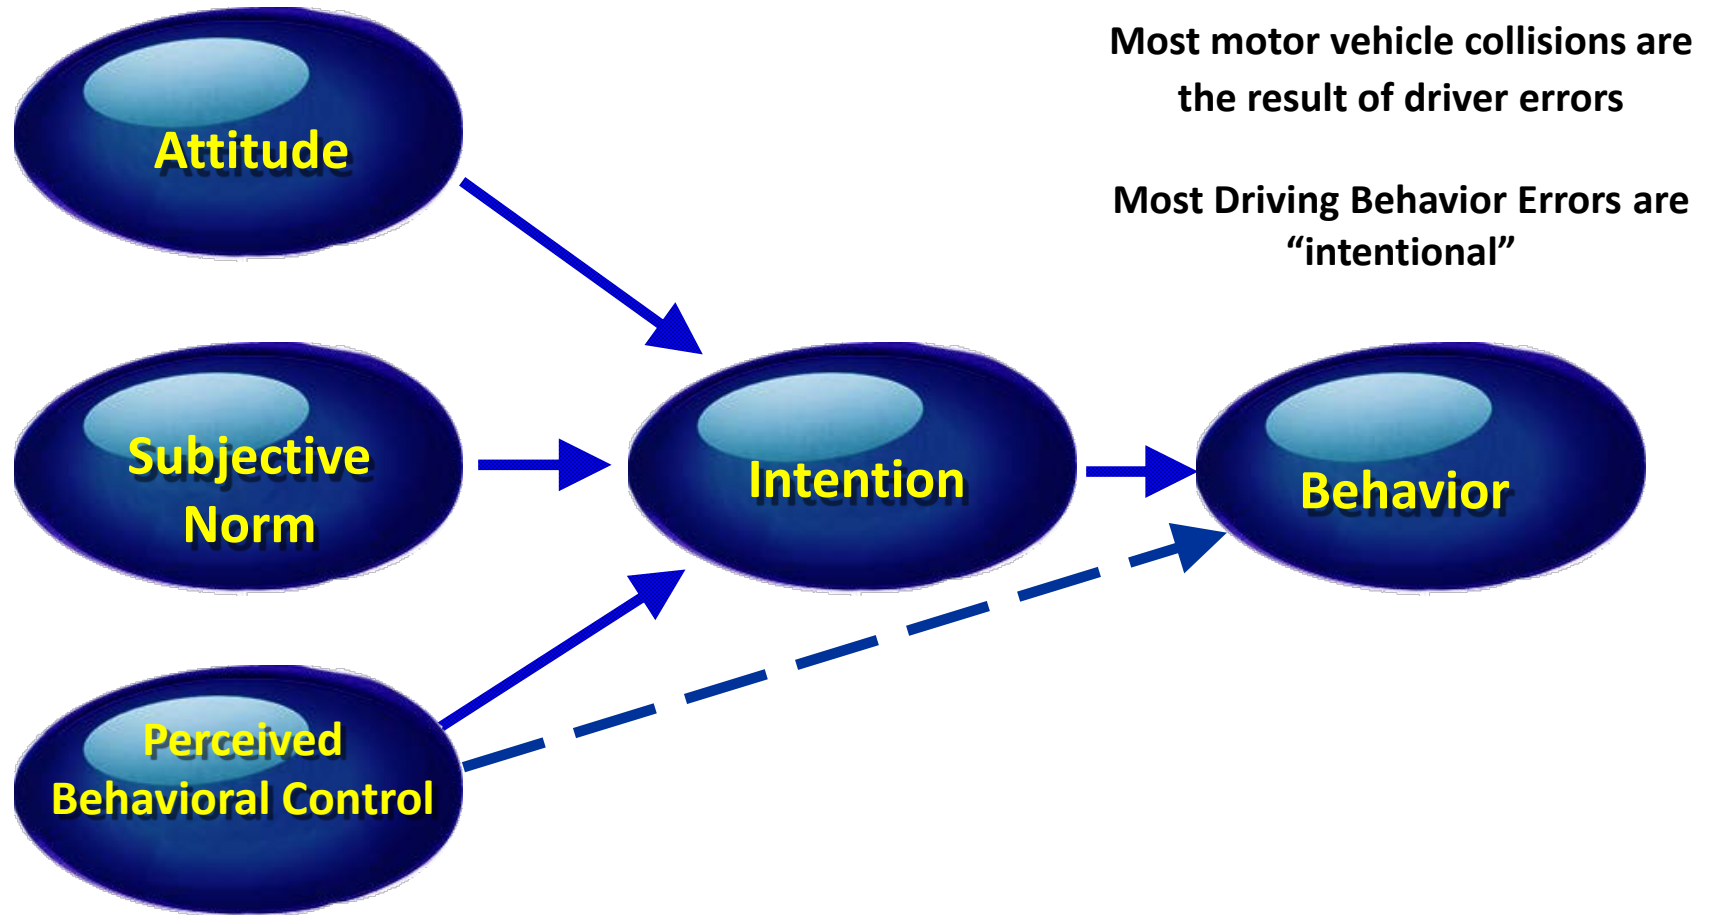 Most motor vehicle collisions are
the result of driver errors
Most Driving Behavior Errors are
“intentional”
Attitude
Subjective
Norm
Intention
Behavior
Perceived
Behavioral Control